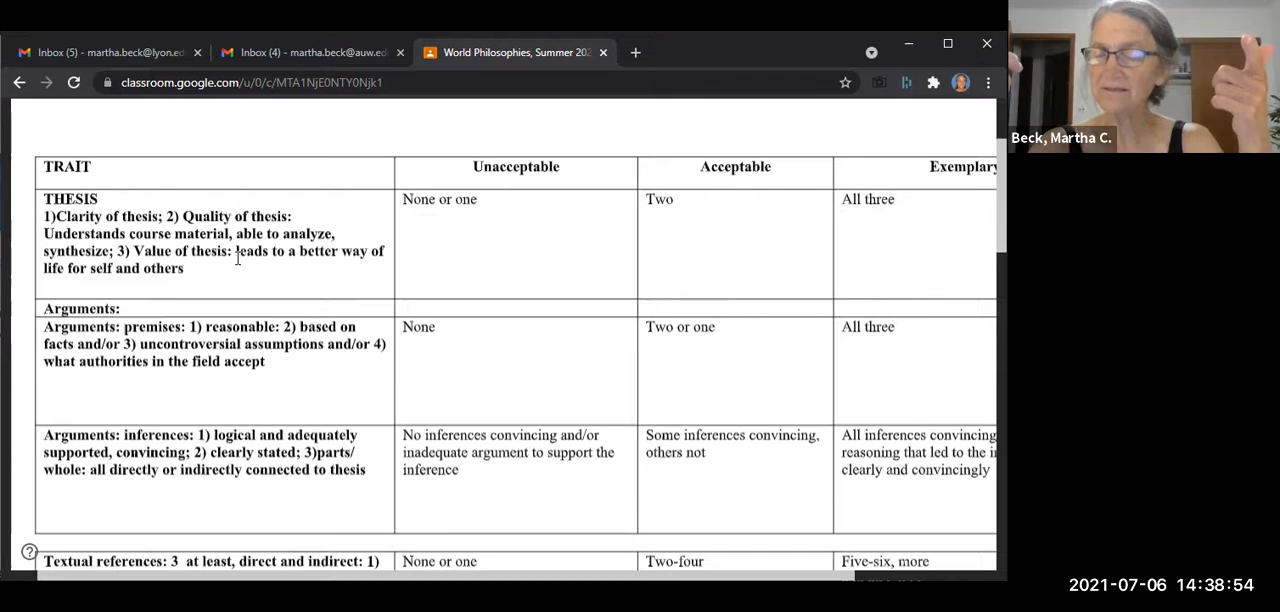 Inbox (5) - martha.beck@lyon.ed
Inbox (4) - martha.beck@auw.ed
World Philosophies, Summer 202
classroom.google.com/u/0/c/MTA1NjE0NTY0Njk1
Beck, Martha C.
TRAIT
Unacceptable
Acceptable
Exemplary
THESIS
1)Clarity of thesis; 2) Quality of thesis:
Understands course material, able to analyze,
synthesize; 3) Value of thesis: leads to a better way of
life for self and others
None or one
Two
All three
Arguments:
Arguments: premises: 1) reasonable: 2) based on
facts and/or 3) uncontroversial assumptions and/or 4)
what authorities in the field accept
None
Two or one
All three
Arguments: inferences: 1) logical and adequately
supported, convincing; 2) clearly stated; 3)parts/
whole: all directly or indirectly connected to thesis
No inferences convincing and/or
inadequate argument to support the
inference
Some inferences convincing,
others not
All inferences convincing
reasoning that led to the i
clearly and convincingly
Textual references: 3 at least, direct and indirect: 1)
None or one
Two-four
Five-six, more
2021-07-06 14:38:54